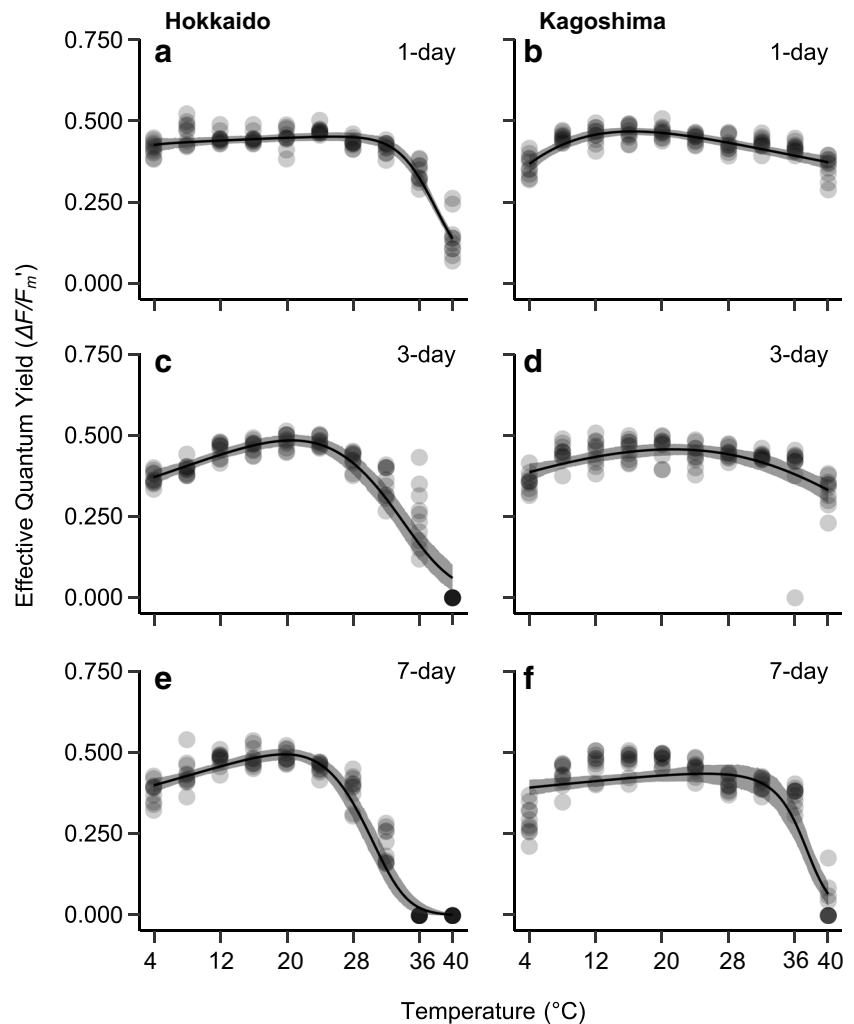 Hokkaido Kagoshima
a 1-day b 1-day
0.750
0.500
0.250
0.000
c 3-day d 3-day
0.750
0.500
0.250
0.000
e 7-day f 7-day
0.750
0.500
0.250
0.000
4 12 20 28 36 40 4 12 20 28 36 40
Temperature (°C)
Effective Quantum Yield (ΔF/Fm')